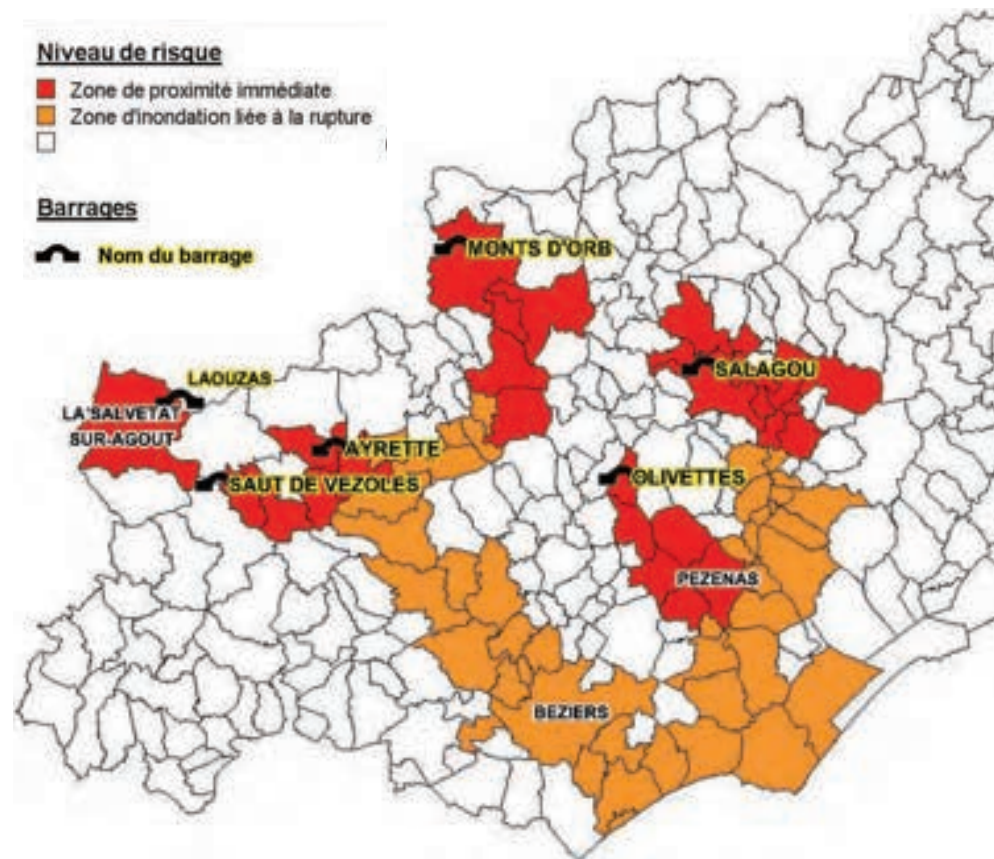 Niveau de risque
Zone de proximité immédiate
Zone d'inondation liée à la rupture
Barrages
Nom du barrage
MONTS D'ORB
SALAGOU
LAOUZAS
LA SALVETAT
SUR-AGOUT
AYRETTE
SAUT DE VEZOLES
OLIVETTES
PEZENAS
BEZIERS